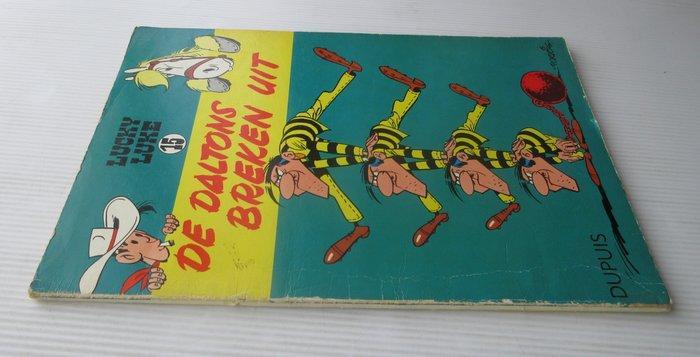 LUCKY
LUKE
15
DE DALTONS
BREKEN UIT
DUPUIS